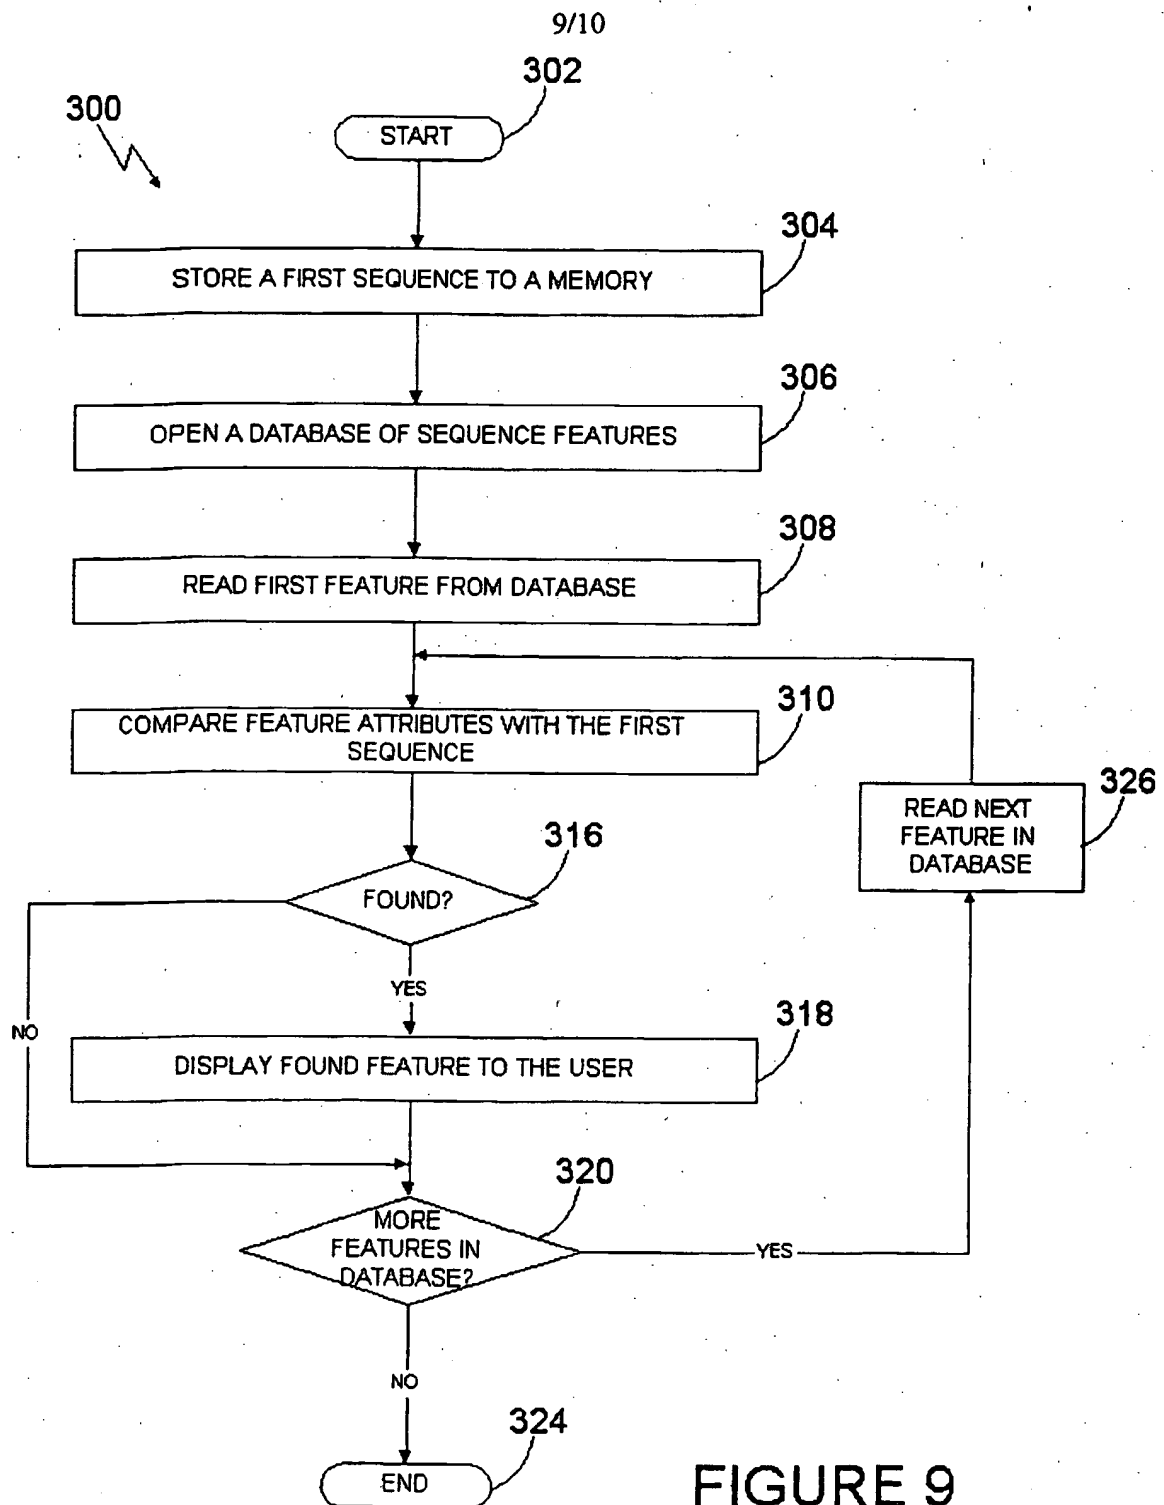 9/10
302
300
START
304
STORE A FIRST SEQUENCE TO A MEMORY
306
OPEN A DATABASE OF SEQUENCE FEATURES
308
READ FIRST FEATURE FROM DATABASE
310
COMPARE FEATURE ATTRIBUTES WITH THE FIRST
SEQUENCE
326
READ NEXT
FEATURE IN
DATABASE
316
FOUND?
YES
NO
318
DISPLAY FOUND FEATURE TO THE USER
320
MORE
FEATURES IN
DATABASE?
YES
NO
324
END
FIGURE 9